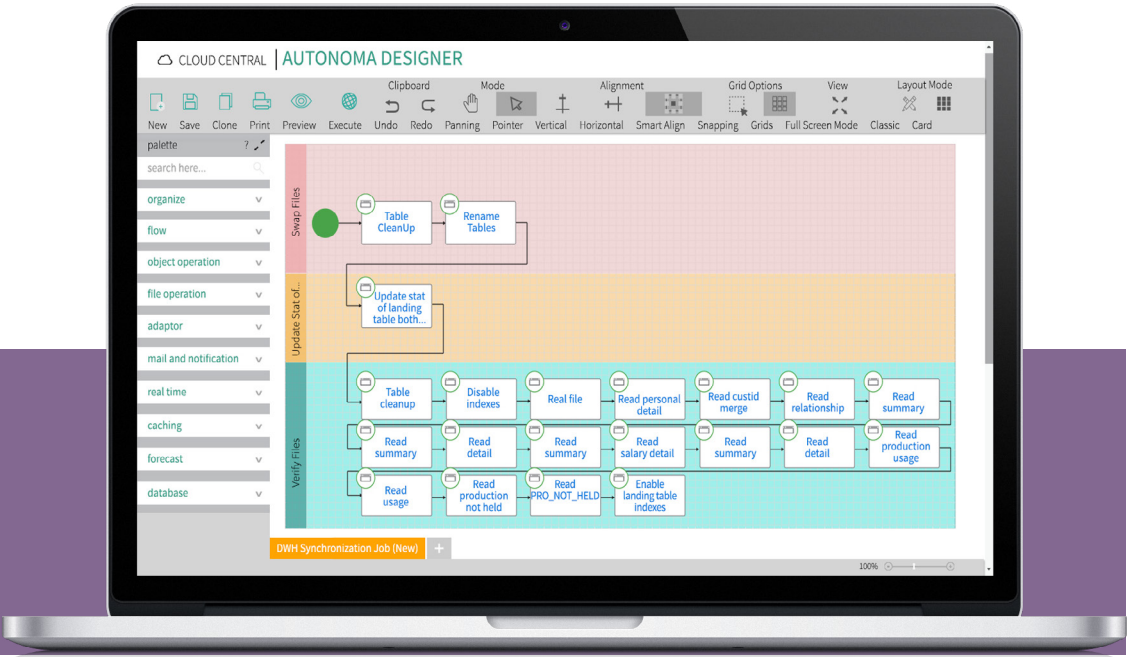 CLOUD CENTRAL | AUTONOMA DESIGNER
Clipboard Mode Alignment Grid Options View Layout Mode
New Save Clone Print Preview Execute Undo Redo Panning Pointer Vertical Horizontal Smart Align Snapping Grids Full Screen Mode Classic Card
palette ?
search here...
organize
flow
object operation
file operation
adaptor
mail and notification
real time
caching
forecast
database
Swap Files
Table
CleanUp
Rename
Tables
Update Stat of...
Update stat
of landing
table both...
Verify Files
Table
cleanup
Disable
indexes
Real file
Read personal
detail
Read custid
merge
Read
relationship
Read
summary
Read
summary
Read
detail
Read
summary
Read
salary detail
Read
summary
Read
detail
Read
production
usage
Read
usage
Read
production
not held
Read
PRO_NOT_HELD
Enable
landing table
indexes
DWH Synchronization Job (New) +
100%